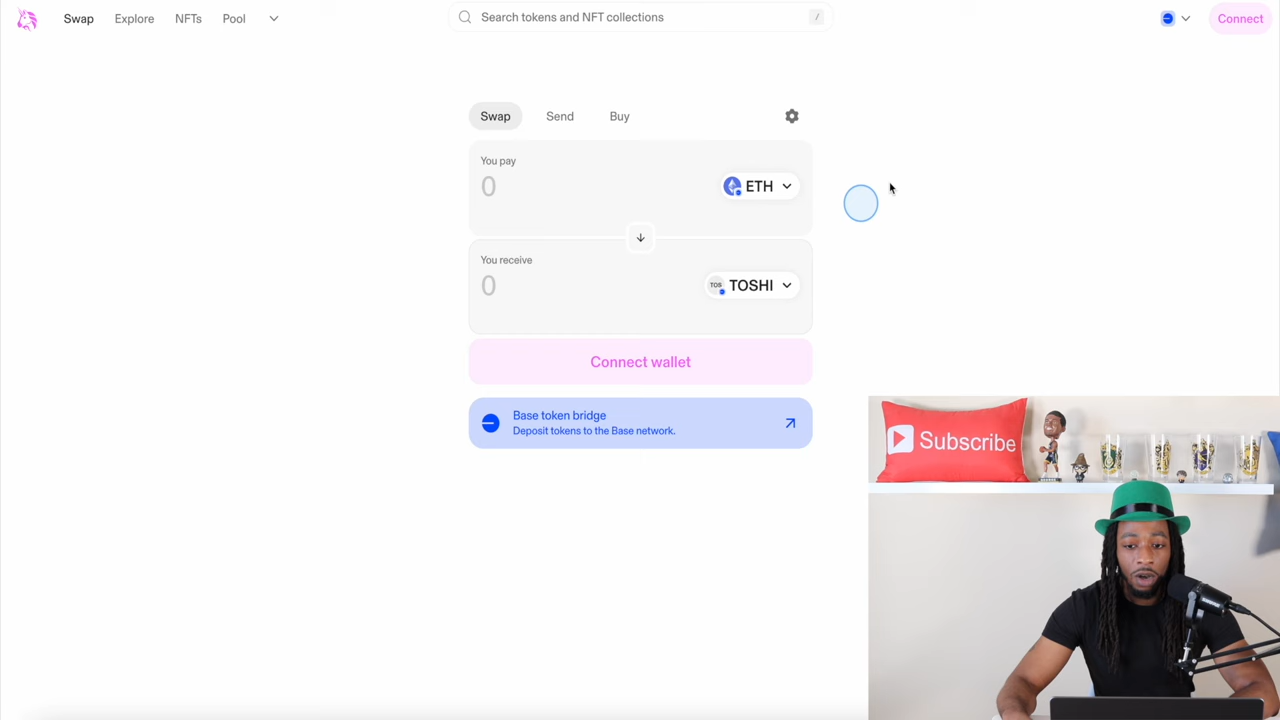 Swap
Explore
NFTs
Pool
Search tokens and NFT collections
/
Connect
Swap
Send
Buy
You pay
0
ETH
You receive
0
TOS
TOSHI
Connect wallet
Base token bridge
Deposit tokens to the Base network.
Subscribe